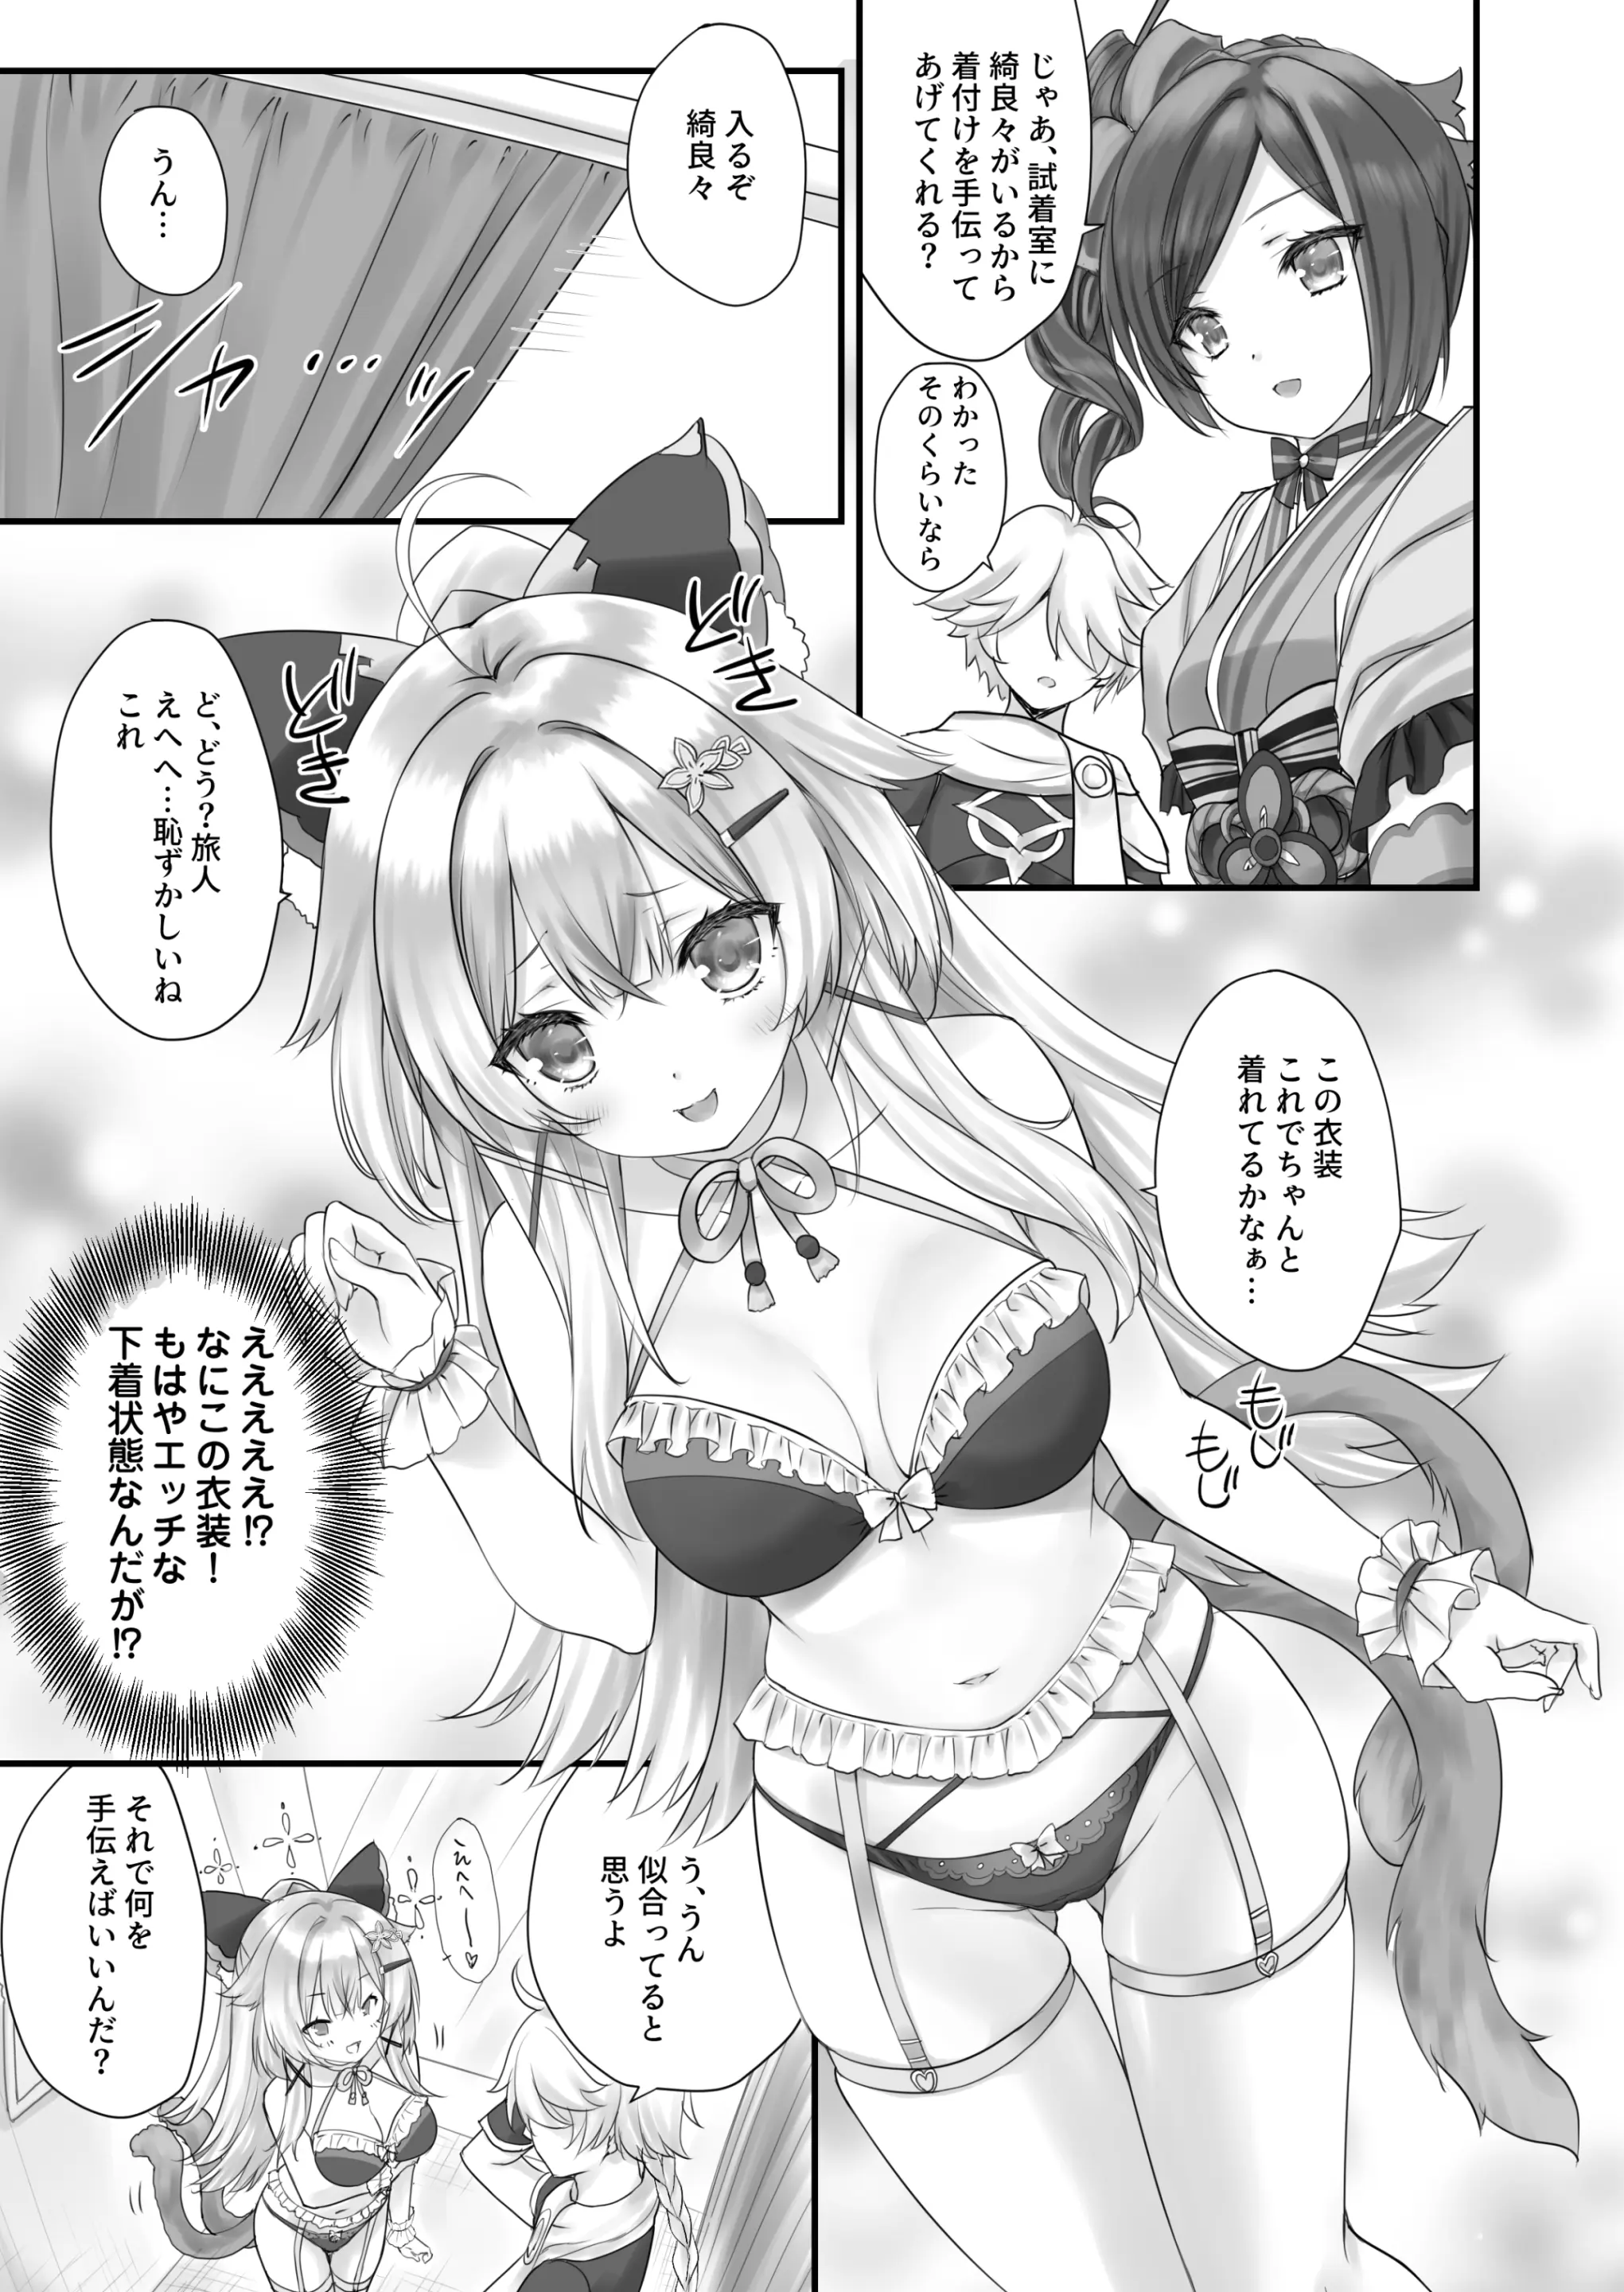 じゃあ、試着室に
綺良々がいるから
着付けを手伝って
あげてくれる？
わかった
そのくらいなら
入るぞ
綺良々
うん…
シャ…ッ
どき
どき
ど、どう？旅人
えへへ…恥ずかしいね
これ
この衣装
これでちゃんと
着れてるかなぁ…
もじ
もじ
えええええ!?
なにこの衣装！
もはやエッチな
下着状態なんだが!?
う、うん
似合ってると
思うよ
えへへー♡
それで何を
手伝えばいいんだ？